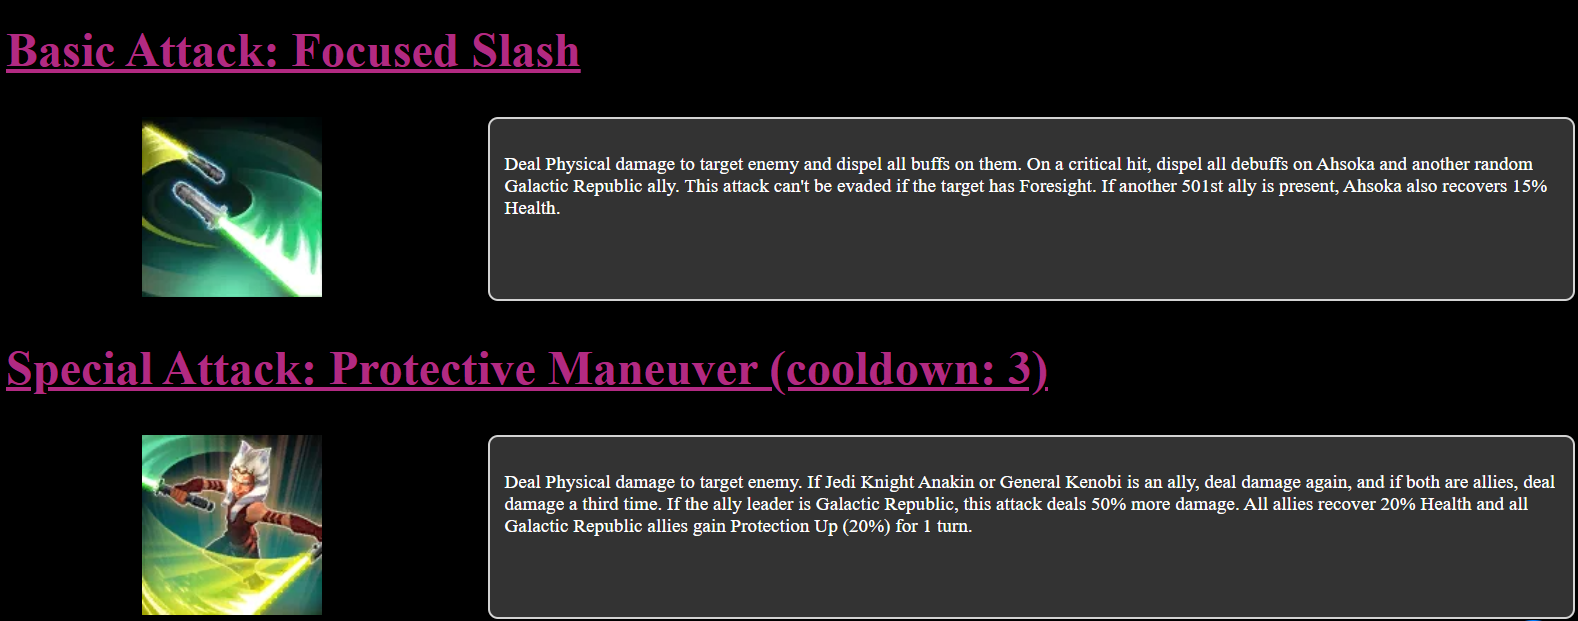 Basic Attack: Focused Slash
Deal Physical damage to target enemy and dispel all buffs on them. On a critical hit, dispel all debuffs on Ahsoka and another random
Galactic Republic ally. This attack can't be evaded if the target has Foresight. If another 501st ally is present, Ahsoka also recovers 15%
Health.
Special Attack: Protective Maneuver (cooldown: 3)
Deal Physical damage to target enemy. If Jedi Knight Anakin or General Kenobi is an ally, deal damage again, and if both are allies, deal
damage a third time. If the ally leader is Galactic Republic, this attack deals 50% more damage. All allies recover 20% Health and all
Galactic Republic allies gain Protection Up (20%) for 1 turn.